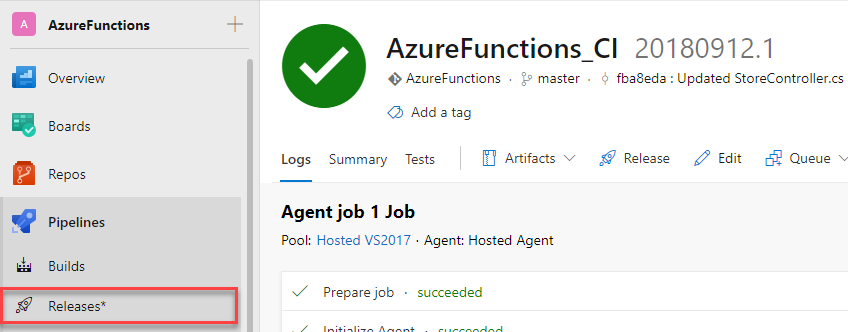 A AzureFunctions
Overview
Boards
Repos
Pipelines
Builds
Releases*
AzureFunctions_CI 20180912.1
AzureFunctions · master · fba8eda : Updated StoreController.cs
Add a tag
Logs Summary Tests Artifacts Release Edit Queue
Agent job 1 Job
Pool: Hosted VS2017 · Agent: Hosted Agent
Prepare job · succeeded
Initialize Agent · succeeded